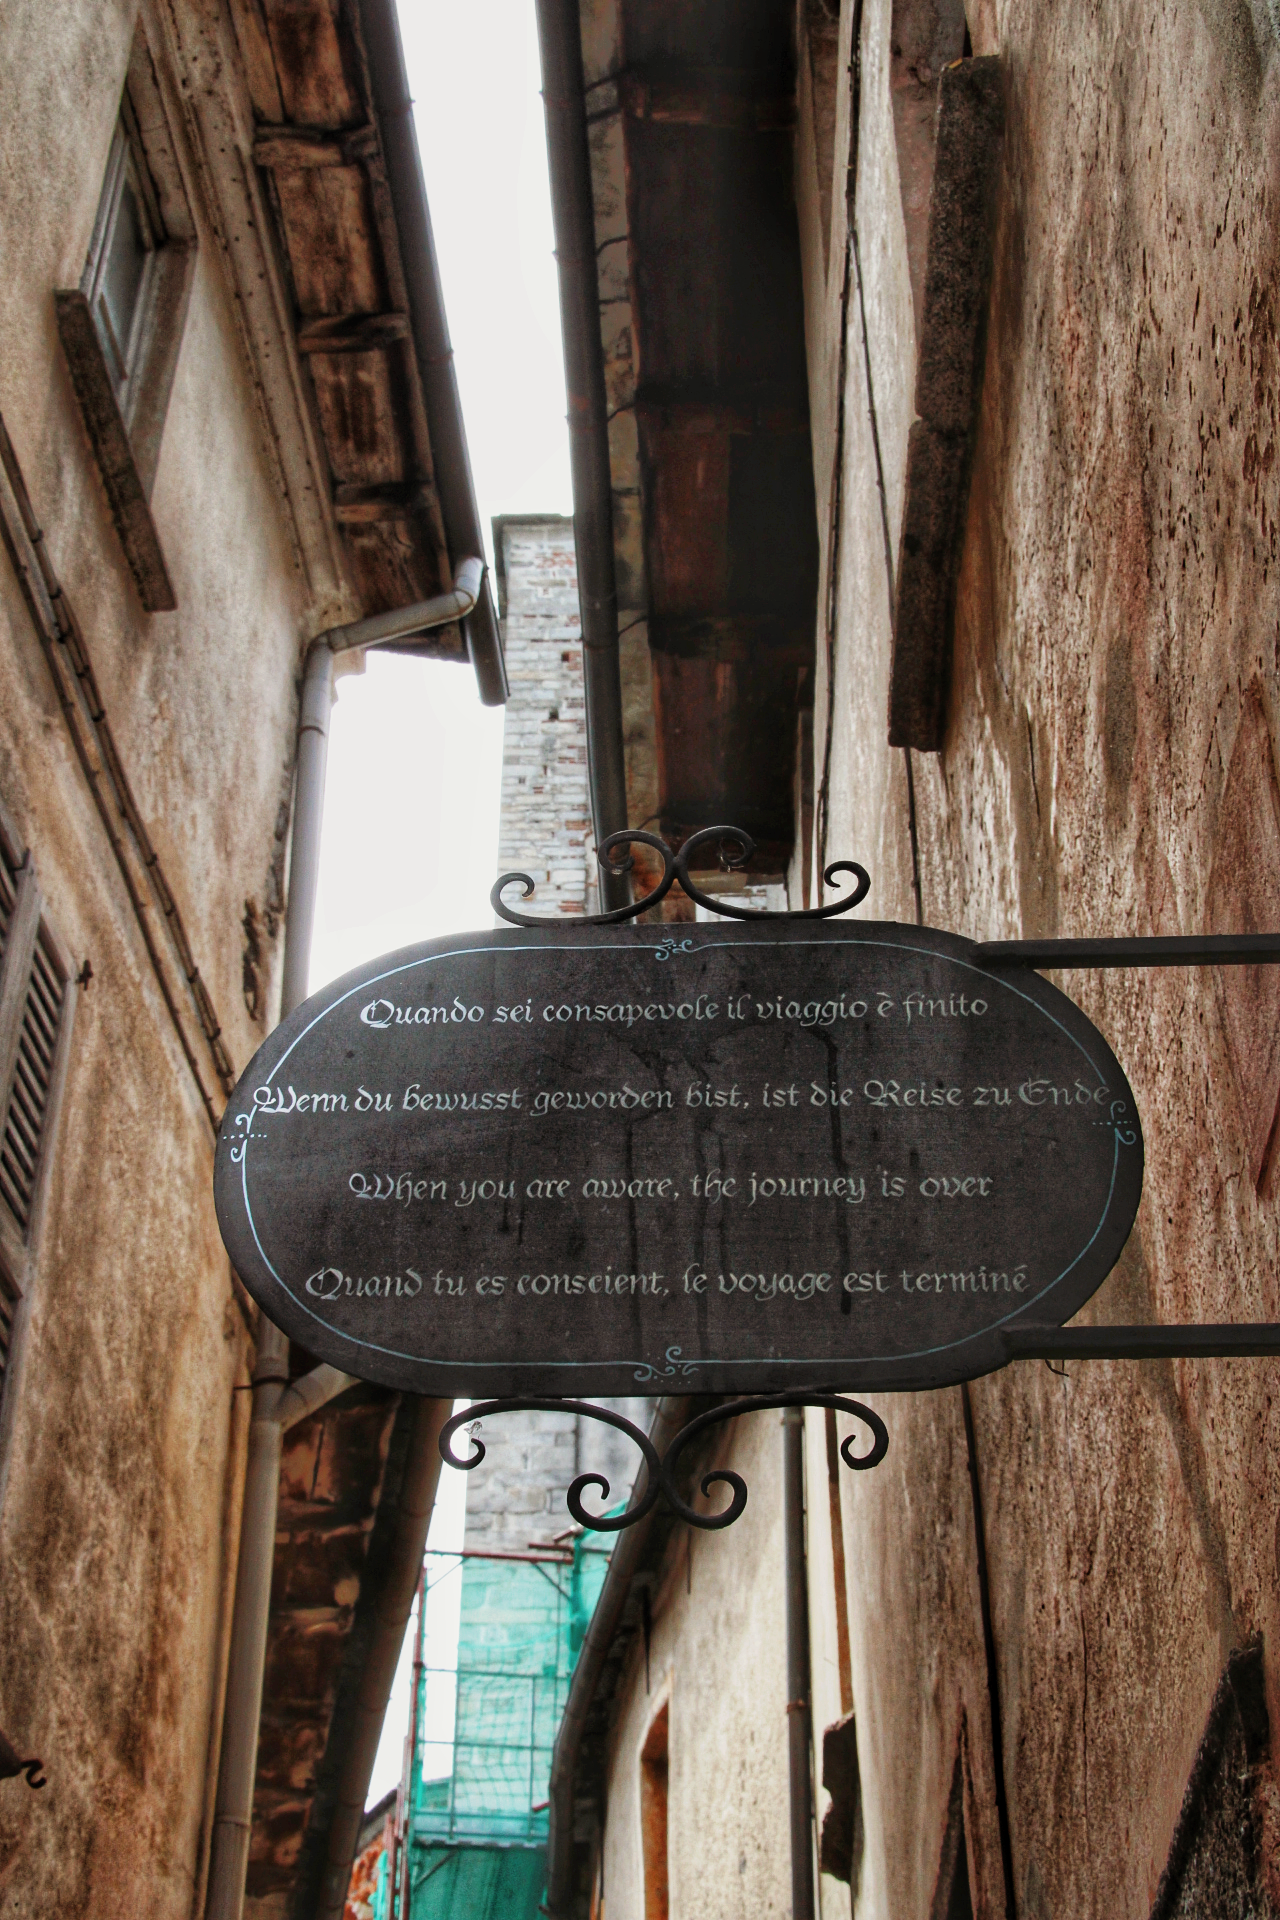 Quando sei consapevole il viaggio è finito
Wenn du bewusst geworden bist, ist die Reise zu Ende
When you are aware, the journey is over
Quand tu es conscient, le voyage est terminé